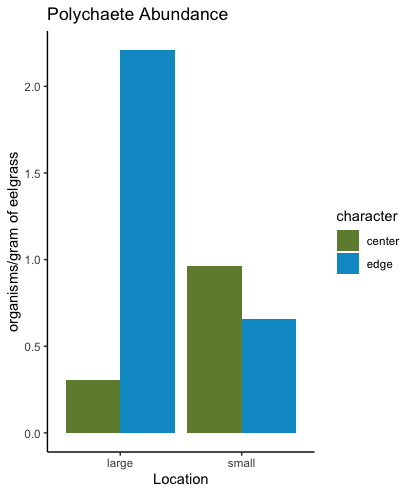 Polychaete Abundance
organisms/gram of eelgrass
2.0
1.5
1.0
0.5
0.0
large
small
Location
character
center
edge